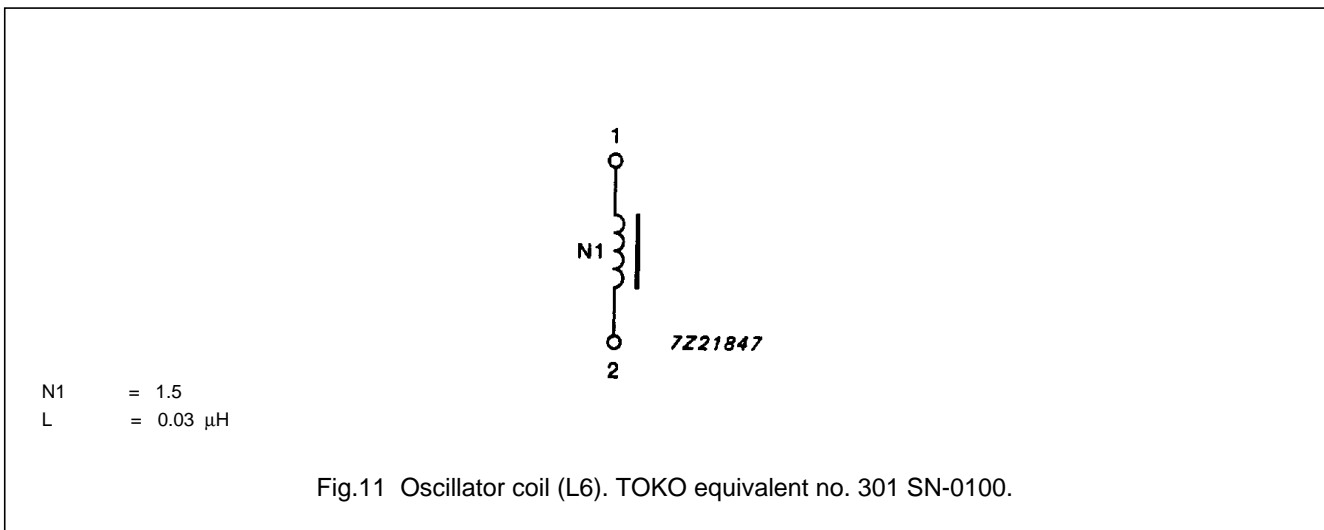 1
N1
7Z21847
2
N1 = 1.5
L = 0.03 μH
Fig.11 Oscillator coil (L6). TOKO equivalent no. 301 SN-0100.